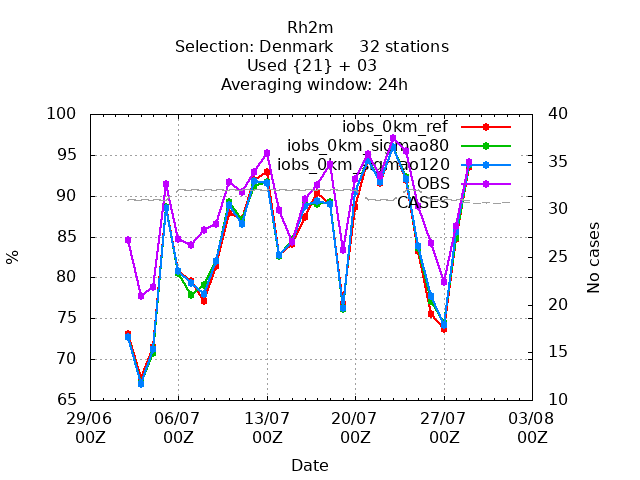 Rh2m
Selection: Denmark 32 stations
Used {21} + 03
Averaging window: 24h
iobs_0km_ref
iobs_0km_sigmao80
iobs_0km_sigmao120
OBS
CASES
100
95
90
85
80
75
70
65
%
40
35
30
25
20
15
10
No cases
29/06 06/07 13/07 20/07 27/07 03/08
00Z 00Z 00Z 00Z 00Z 00Z
Date